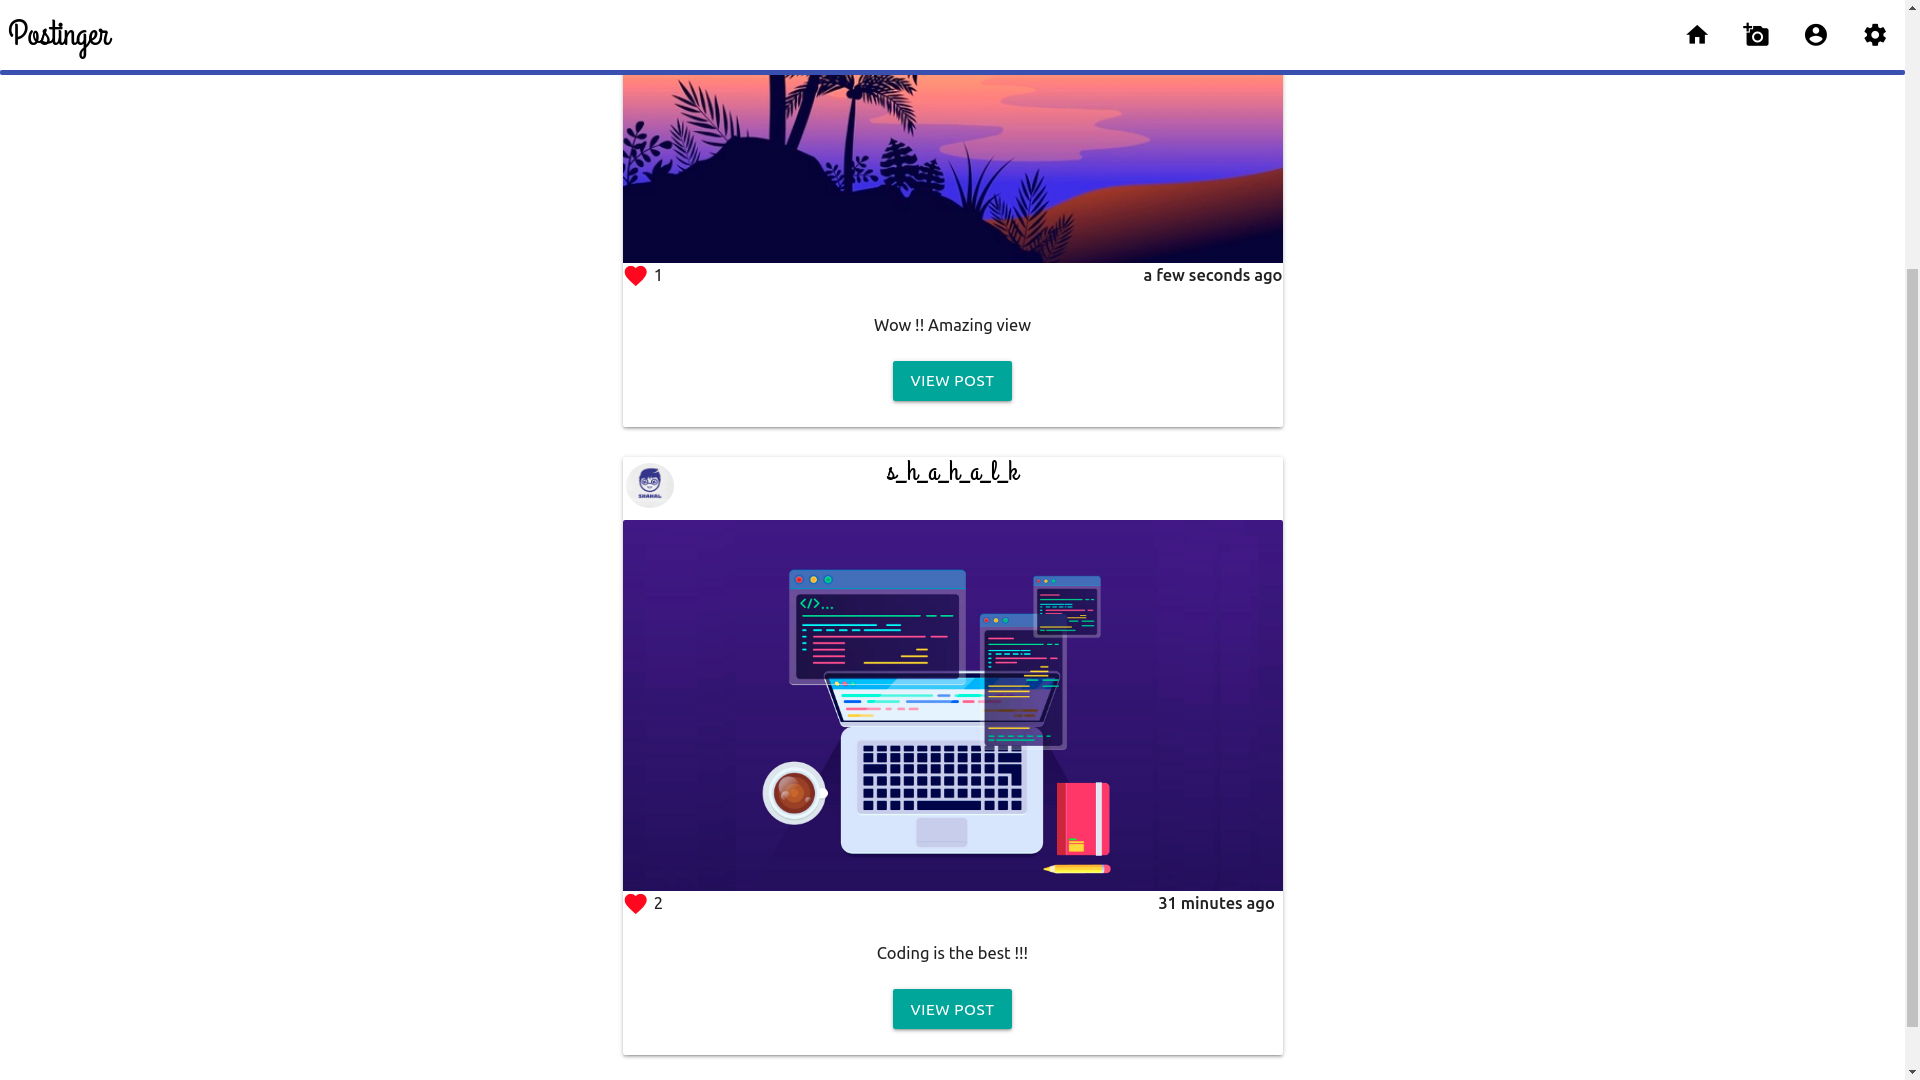 Postinger
1
a few seconds ago
Wow !! Amazing view
VIEW POST
SHAHAL
s_h_a_h_a_l_k
</>...
2
31 minutes ago
Coding is the best !!!
VIEW POST